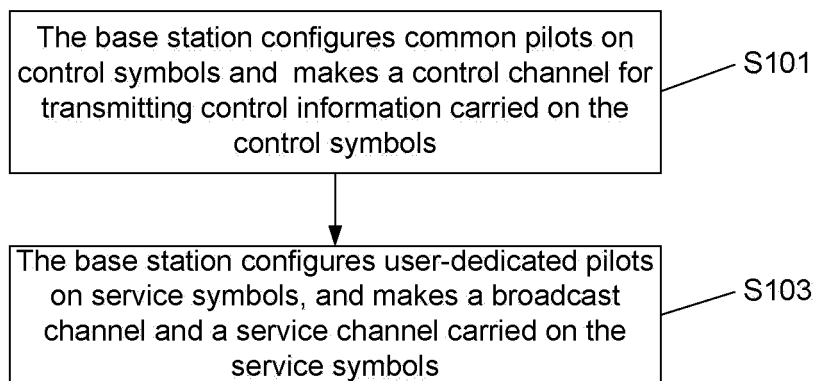 The base station configures common pilots on
control symbols and makes a control channel for
transmitting control information carried on the
control symbols
S101
The base station configures user-dedicated pilots
on service symbols, and makes a broadcast
channel and a service channel carried on the
service symbols
S103